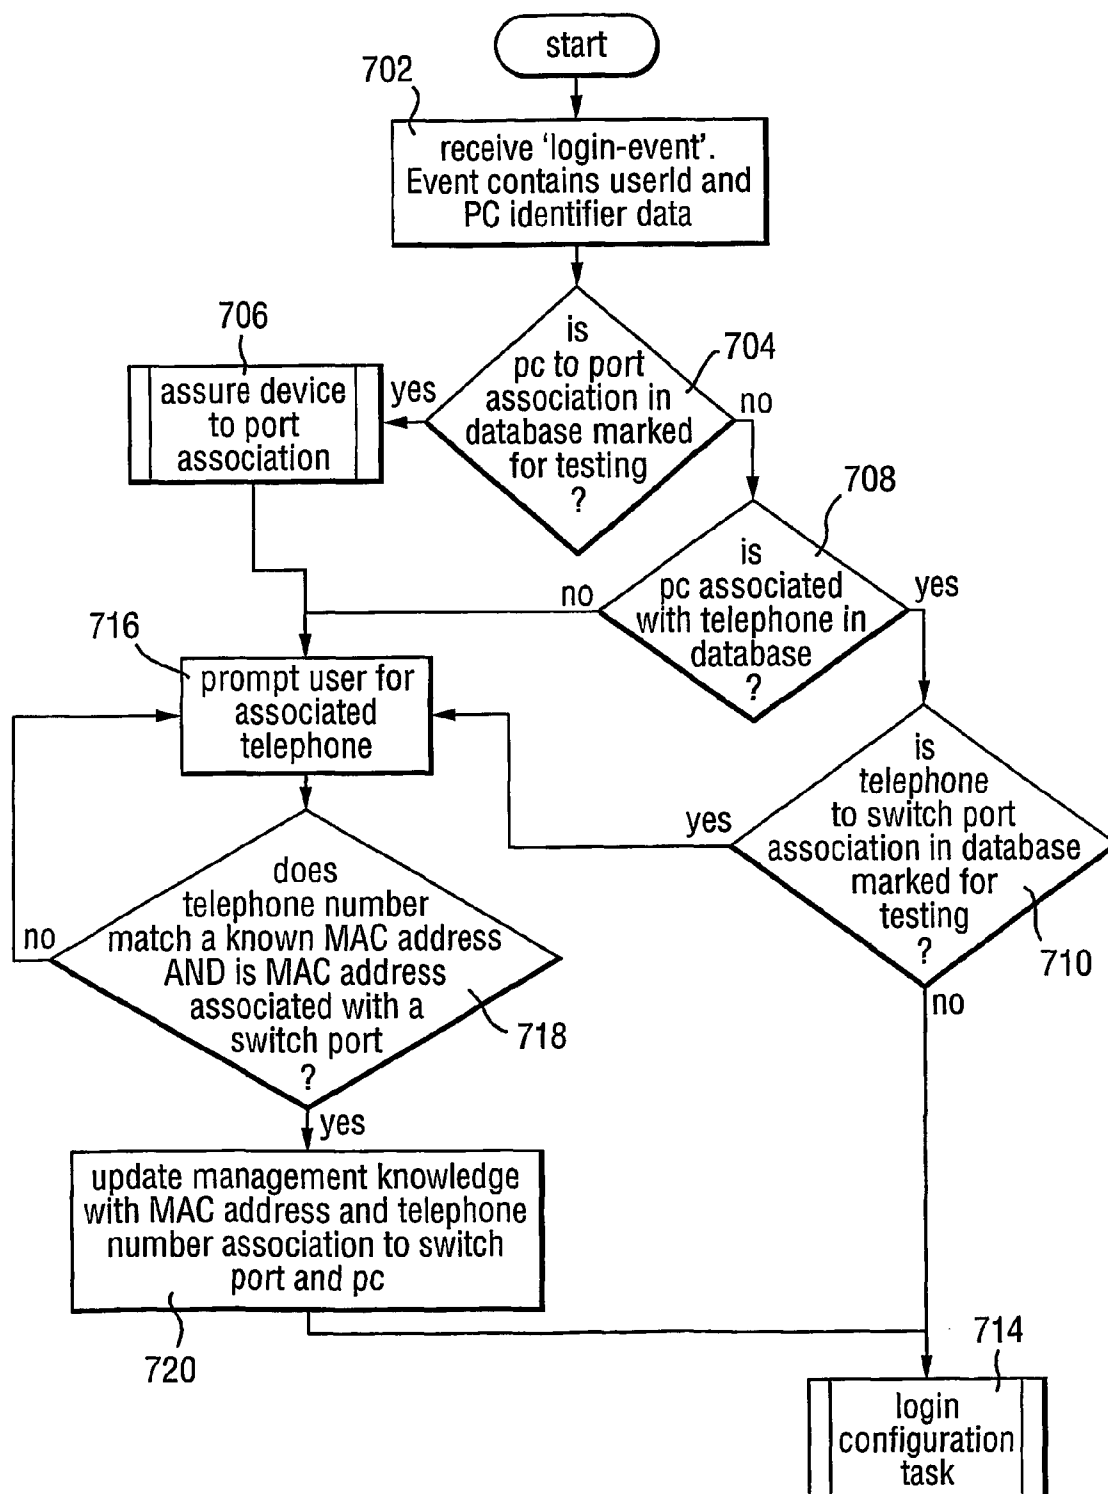 start
702
receive 'login-event'.
Event contains userId and
PC identifier data
706
is
pc to port
association in
database marked
for testing
?
704
yes
no
assure device
to port
association
708
is
pc associated
with telephone in
database
?
no
yes
716
prompt user for
associated
telephone
is
telephone
to switch port
association in database
marked for
testing
?
yes
710
no
does
telephone number
match a known MAC address
AND is MAC address
associated with a
switch port
?
no
718
yes
update management knowledge
with MAC address and telephone
number association to switch
port and pc
720
714
login
configuration
task